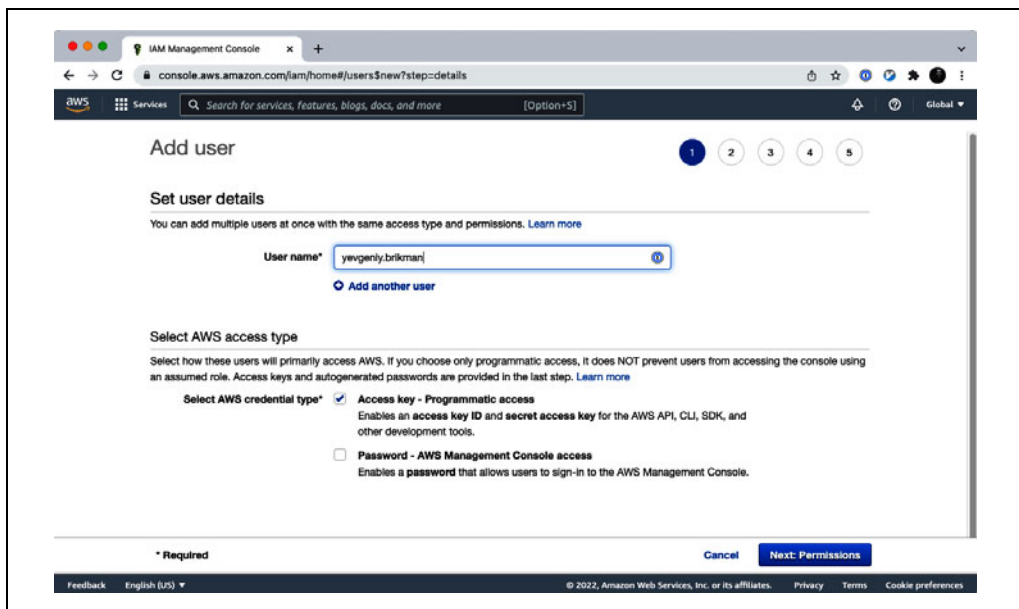 IAM Management Console
console.aws.amazon.com/iam/home#/users$new?step=details
aws Services Search for services, features, blogs, docs, and more [Option+S] Global
Add user 1 2 3 4 5
Set user details
You can add multiple users at once with the same access type and permissions. Learn more
User name* yevgeniy.brikman
Add another user
Select AWS access type
Select how these users will primarily access AWS. If you choose only programmatic access, it does NOT prevent users from accessing the console using
an assumed role. Access keys and autogenerated passwords are provided in the last step. Learn more
Select AWS credential type* Access key - Programmatic access
Enables an access key ID and secret access key for the AWS API, CLI, SDK, and
other development tools.
Password - AWS Management Console access
Enables a password that allows users to sign-in to the AWS Management Console.
* Required Cancel Next: Permissions
Feedback English (US) © 2022, Amazon Web Services, Inc. or its affiliates. Privacy Terms Cookie preferences